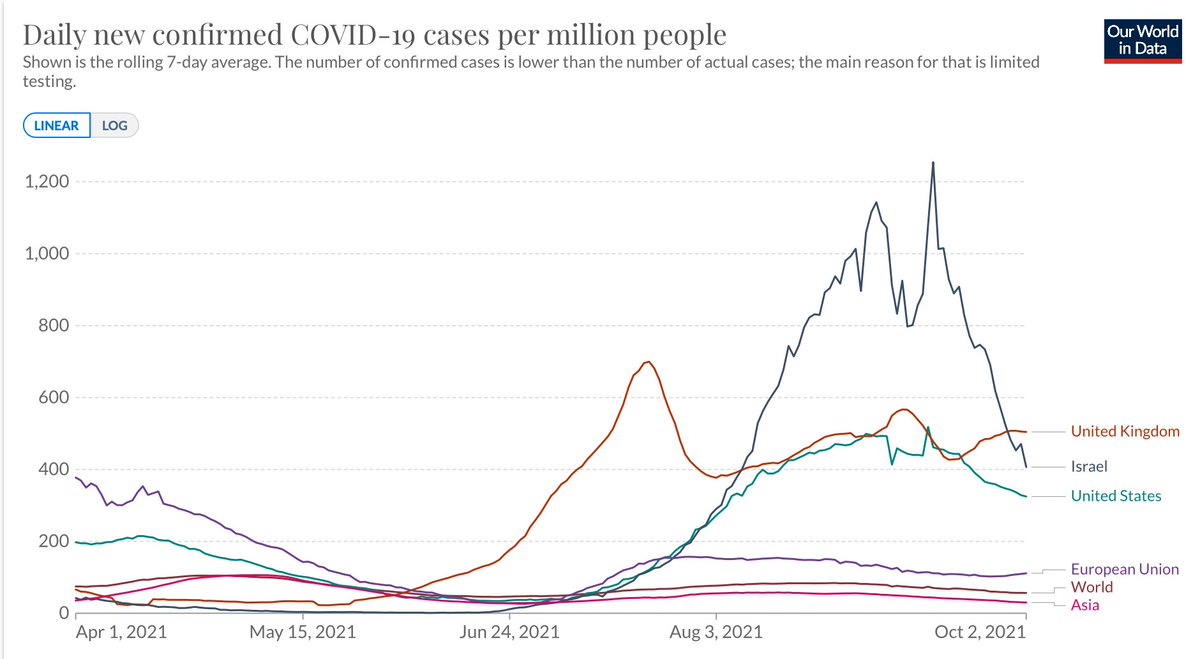 Daily new confirmed COVID-19 cases per million people
Shown is the rolling 7-day average. The number of confirmed cases is lower than the number of actual cases; the main reason for that is limited
testing.
Our World
in Data
LINEAR
LOG
1,200
1,000
800
600
400
200
0
United Kingdom
Israel
United States
European Union
World
Asia
Apr 1, 2021
May 15, 2021
Jun 24, 2021
Aug 3, 2021
Oct 2, 2021